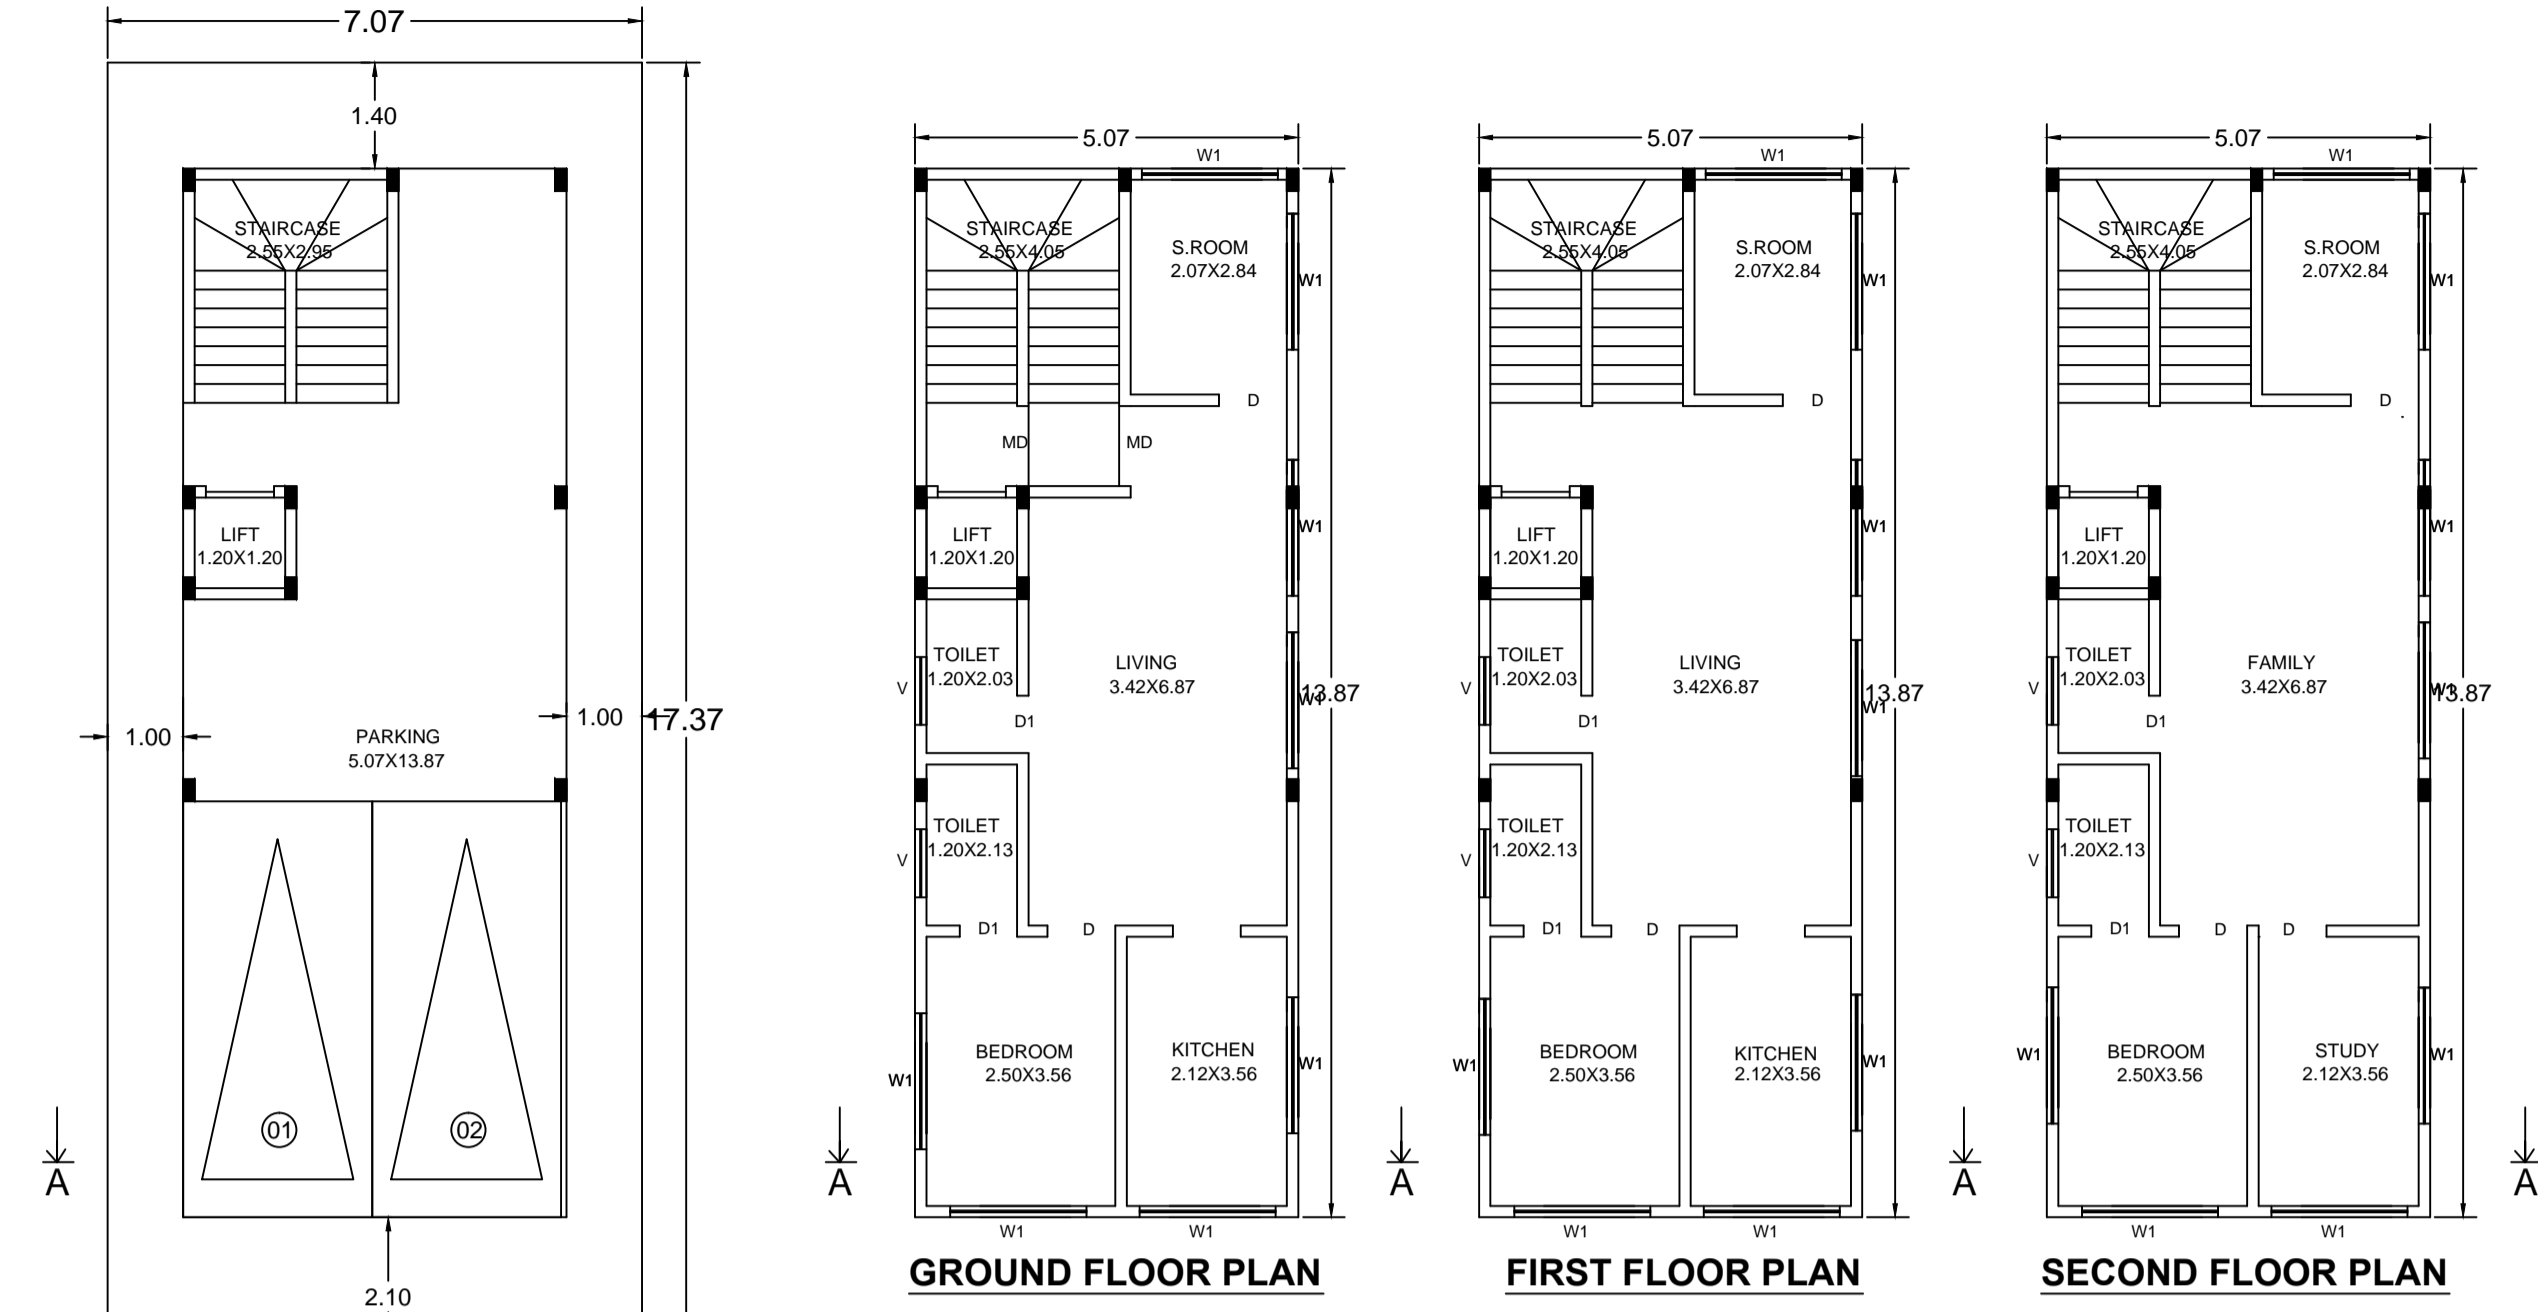 7.07
1.40
STAIRCASE
2.55X2.95
LIFT
1.20X1.20
1.00
1.00
17.37
PARKING
5.07X13.87
01
02
A
2.10
5.07
W1
STAIRCASE
2.55X4.05
S.ROOM
2.07X2.84
W1
D
MD
MD
LIFT
1.20X1.20
W1
TOILET
1.20X2.03
V
D1
LIVING
3.42X6.87
W1
13.87
TOILET
1.20X2.13
V
D1
D
BEDROOM
2.50X3.56
KITCHEN
2.12X3.56
W1
W1
A
W1
W1
GROUND FLOOR PLAN
5.07
W1
STAIRCASE
2.55X4.05
S.ROOM
2.07X2.84
W1
D
LIFT
1.20X1.20
W1
TOILET
1.20X2.03
V
D1
LIVING
3.42X6.87
13.87
W1
TOILET
1.20X2.13
V
D1
D
BEDROOM
2.50X3.56
KITCHEN
2.12X3.56
W1
W1
A
W1
W1
FIRST FLOOR PLAN
5.07
W1
STAIRCASE
2.55X4.05
S.ROOM
2.07X2.84
W1
D
LIFT
1.20X1.20
W1
TOILET
1.20X2.03
V
D1
FAMILY
3.42X6.87
W1
13.87
TOILET
1.20X2.13
V
D1
D
D
BEDROOM
2.50X3.56
STUDY
2.12X3.56
W1
W1
A
A
W1
W1
SECOND FLOOR PLAN